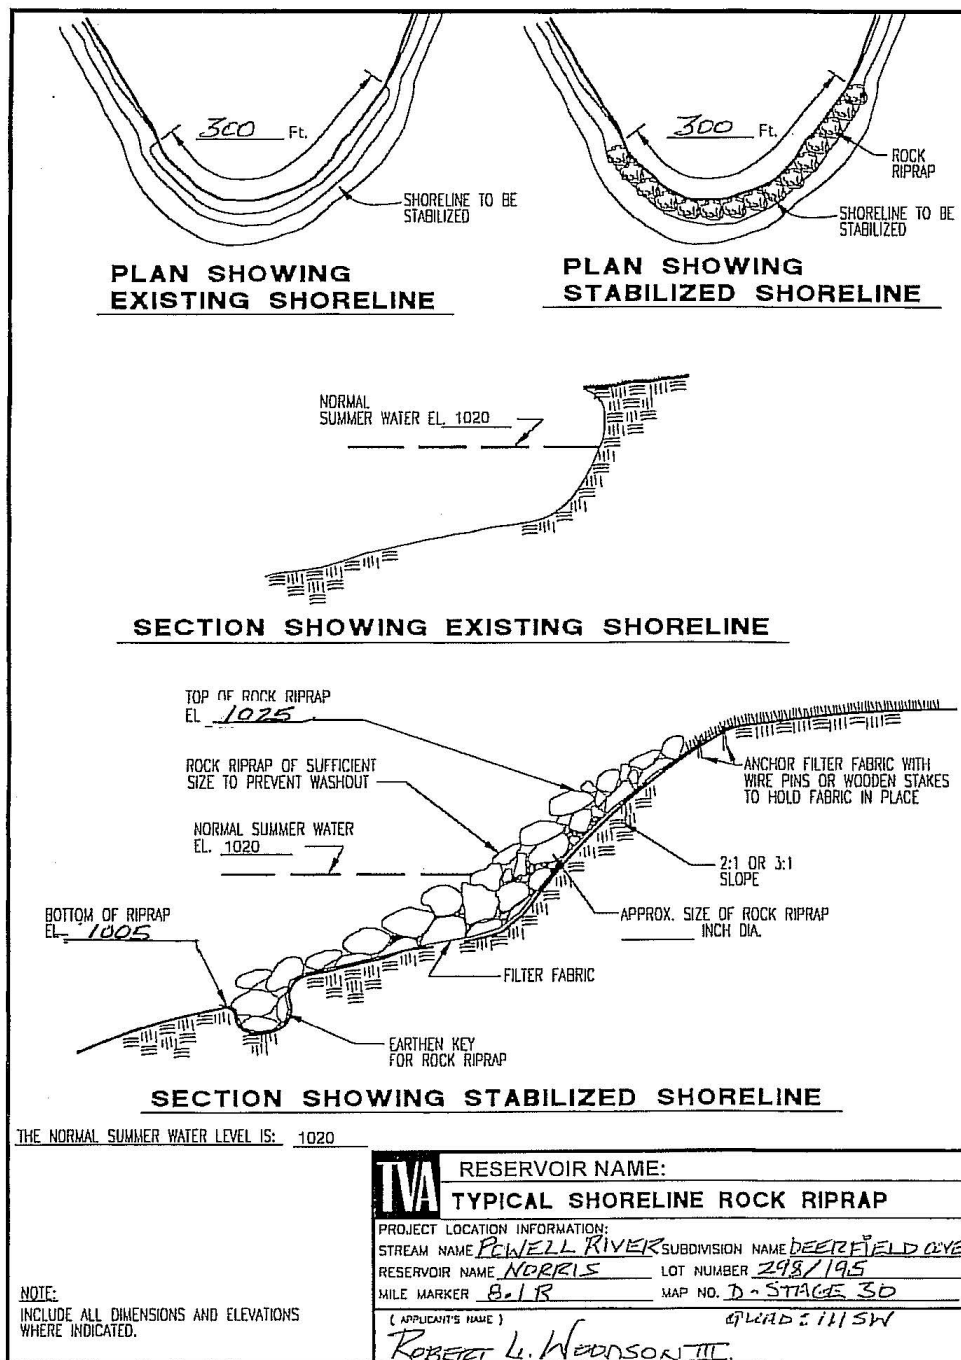 300 Ft.
SHORELINE TO BE
STABILIZED
PLAN SHOWING
EXISTING SHORELINE
300 Ft.
ROCK
RIPRAP
SHORELINE TO BE
STABILIZED
PLAN SHOWING
STABILIZED SHORELINE
NORMAL
SUMMER WATER EL. 1020
SECTION SHOWING EXISTING SHORELINE
TOP OF ROCK RIPRAP
EL 1025
ROCK RIPRAP OF SUFFICIENT
SIZE TO PREVENT WASHOUT
NORMAL SUMMER WATER
EL. 1020
BOTTOM OF RIPRAP
EL 1005
ANCHOR FILTER FABRIC WITH
WIRE PINS OR WOODEN STAKES
TO HOLD FABRIC IN PLACE
2:1 OR 3:1
SLOPE
APPROX. SIZE OF ROCK RIPRAP
INCH DIA.
FILTER FABRIC
EARTHEN KEY
FOR ROCK RIPRAP
SECTION SHOWING STABILIZED SHORELINE
THE NORMAL SUMMER WATER LEVEL IS: 1020
NOTE:
INCLUDE ALL DIMENSIONS AND ELEVATIONS
WHERE INDICATED.
TVA RESERVOIR NAME:
TYPICAL SHORELINE ROCK RIPRAP
PROJECT LOCATION INFORMATION:
STREAM NAME POWELL RIVER SUBDIVISION NAME DEERFIELD
RESERVOIR NAME NORRIS LOT NUMBER 298/195
MILE MARKER 8.1R MAP NO. D-STAGE 30
( APPLICANT'S NAME ) QUAD: 141SW
ROBERT L. WOODSON III.